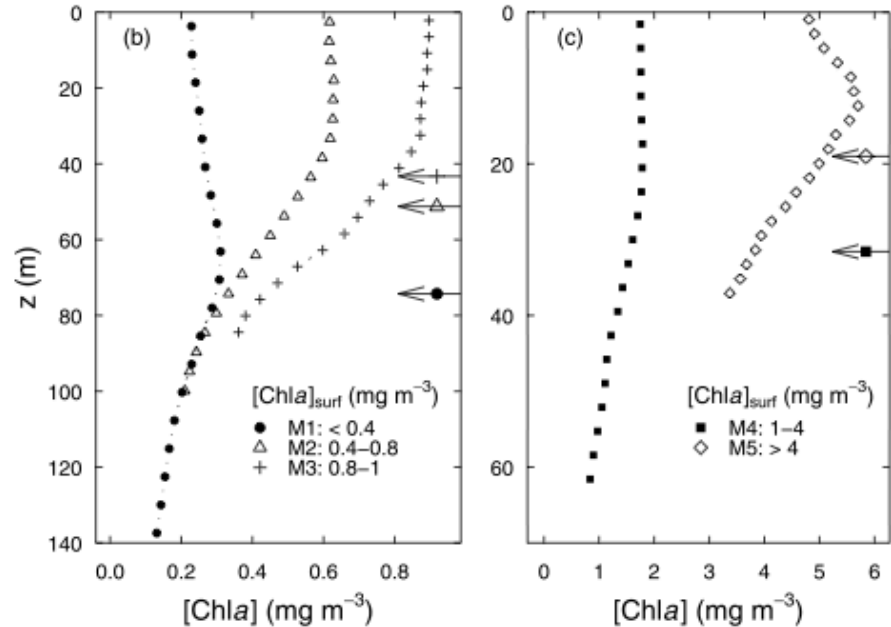 (b)
z (m)
0
20
40
60
80
100
120
140
[Chla]surf (mg m⁻³)
M1: < 0.4
M2: 0.4–0.8
M3: 0.8–1
0.0 0.2 0.4 0.6 0.8
[Chla] (mg m⁻³)
(c)
0
20
40
60
[Chla]surf (mg m⁻³)
M4: 1–4
M5: > 4
0 1 2 3 4 5 6
[Chla] (mg m⁻³)